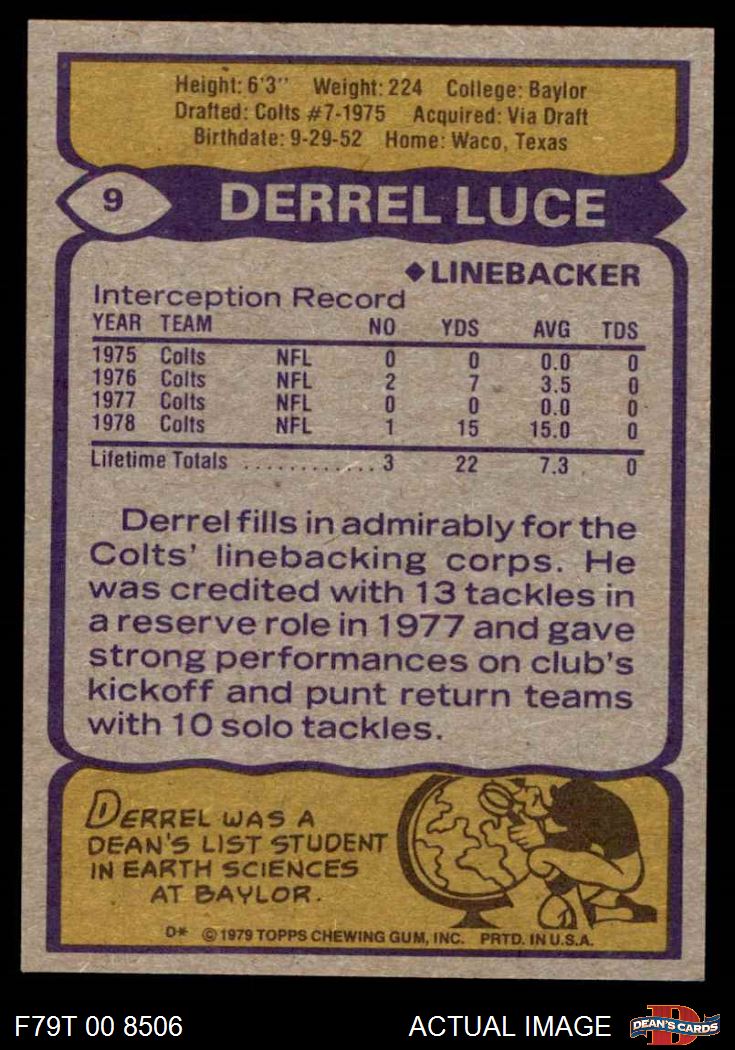 Height: 6'3" Weight: 224 College: Baylor
Drafted: Colts #7-1975 Acquired: Via Draft
Birthdate: 9-29-52 Home: Waco, Texas
9 DERREL LUCE
◆LINEBACKER
Interception Record
YEAR TEAM NO YDS AVG TDS
1975 Colts NFL 0 0 0.0 0
1976 Colts NFL 2 7 3.5 0
1977 Colts NFL 0 0 0.0 0
1978 Colts NFL 1 15 15.0 0
Lifetime Totals ............ 3 22 7.3 0
Derrel fills in admirably for the
Colts' linebacking corps. He
was credited with 13 tackles in
a reserve role in 1977 and gave
strong performances on club's
kickoff and punt return teams
with 10 solo tackles.
DERREL WAS A
DEAN'S LIST STUDENT
IN EARTH SCIENCES
AT BAYLOR.
D* © 1979 TOPPS CHEWING GUM, INC. PRTD. IN U.S.A.
F79T 00 8506 ACTUAL IMAGE D DEAN'S CARDS